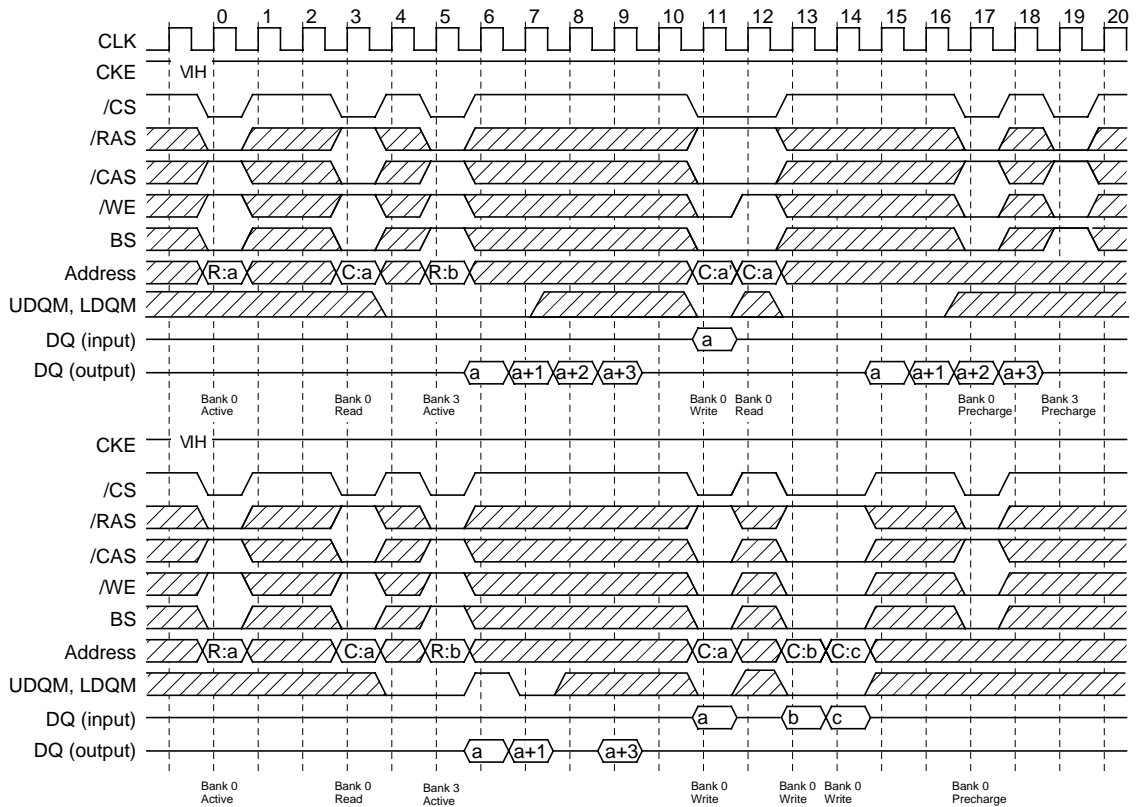 0 1 2 3 4 5 6 7 8 9 10 11 12 13 14 15 16 17 18 19 20
CLK
CKE VIH
/CS
/RAS
/CAS
/WE
BS
Address R:a C:a R:b C:a' C:a
UDQM, LDQM
DQ (input) a
DQ (output) a a+1 a+2 a+3 a a+1 a+2 a+3
Bank 0 Bank 0 Bank 3 Bank 0 Bank 0 Bank 0 Bank 3
Active Read Active Write Read Precharge Precharge
CKE VIH
/CS
/RAS
/CAS
/WE
BS
Address R:a C:a R:b C:a C:b C:c
UDQM, LDQM
DQ (input) a b c
DQ (output) a a+1 a+3
Bank 0 Bank 0 Bank 3 Bank 0 Bank 0 Bank 0 Bank 0
Active Read Active Write Write Write Precharge